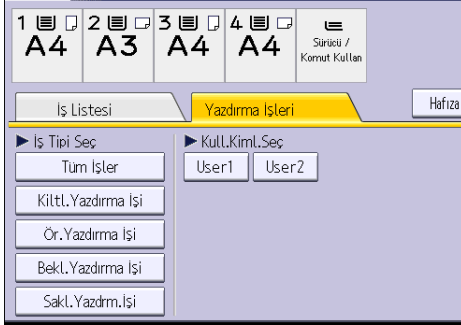 1 2 3 4
A4 A3 A4 A4
Sürücü /
Komut Kullan
İş Listesi Yazdırma İşleri Hafıza
► İş Tipi Seç ► Kull.Kiml.Seç
Tüm İşler User1 User2
Kiltl.Yazdırma İşi
Ör.Yazdırma İşi
Bekl.Yazdırma İşi
Sakl.Yazdrm.İşi